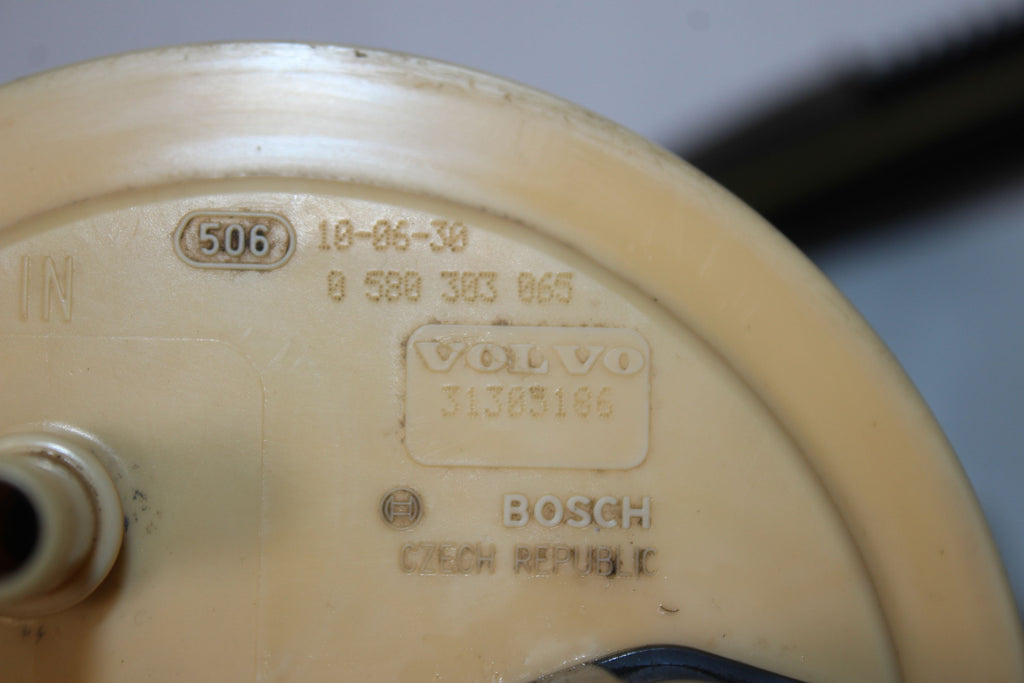 506 10-06-30
0 580 303 065
IN
VOLVO
31305186
BOSCH
CZECH REPUBLIC